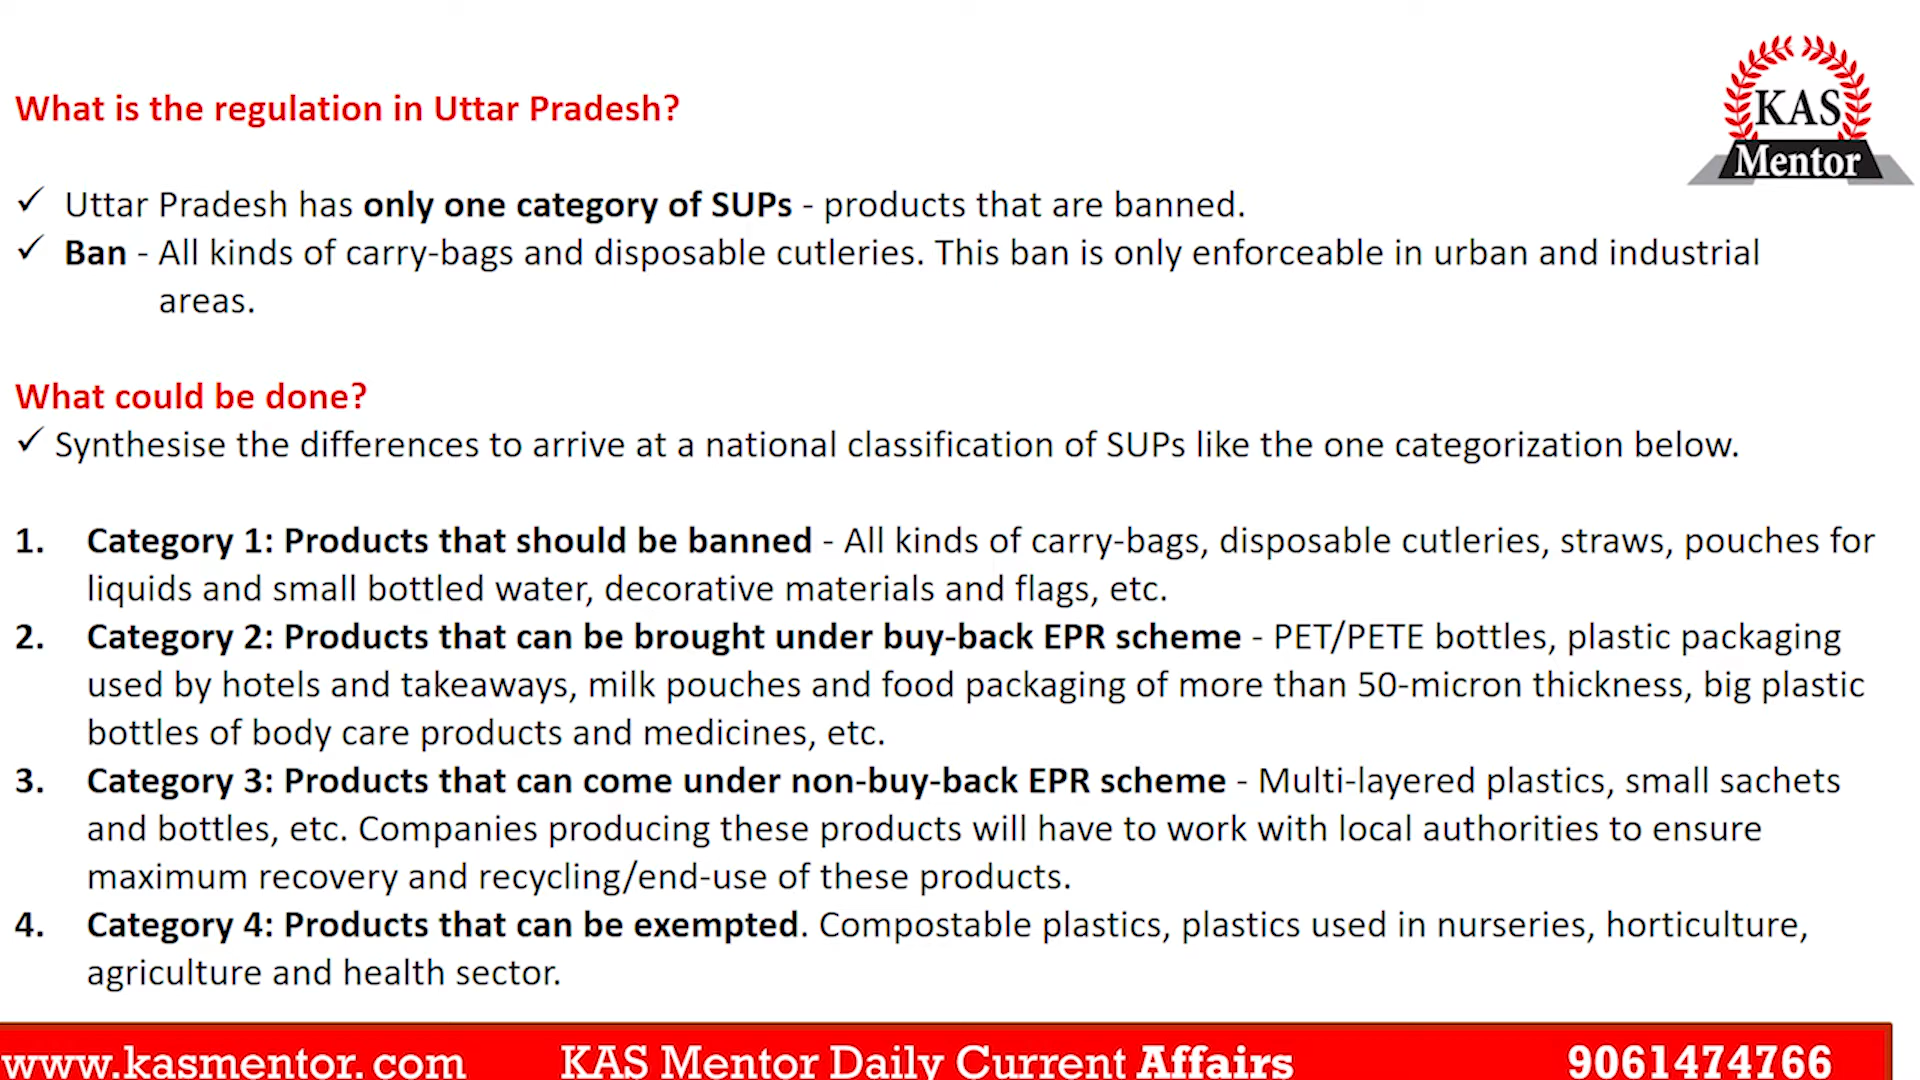 KAS
Mentor
What is the regulation in Uttar Pradesh?
✓ Uttar Pradesh has only one category of SUPs - products that are banned.
✓ Ban - All kinds of carry-bags and disposable cutleries. This ban is only enforceable in urban and industrial
areas.
What could be done?
✓ Synthesise the differences to arrive at a national classification of SUPs like the one categorization below.
1. Category 1: Products that should be banned - All kinds of carry-bags, disposable cutleries, straws, pouches for
liquids and small bottled water, decorative materials and flags, etc.
2. Category 2: Products that can be brought under buy-back EPR scheme - PET/PETE bottles, plastic packaging
used by hotels and takeaways, milk pouches and food packaging of more than 50-micron thickness, big plastic
bottles of body care products and medicines, etc.
3. Category 3: Products that can come under non-buy-back EPR scheme - Multi-layered plastics, small sachets
and bottles, etc. Companies producing these products will have to work with local authorities to ensure
maximum recovery and recycling/end-use of these products.
4. Category 4: Products that can be exempted. Compostable plastics, plastics used in nurseries, horticulture,
agriculture and health sector.
www.kasmentor.com KAS Mentor Daily Current Affairs 9061474766